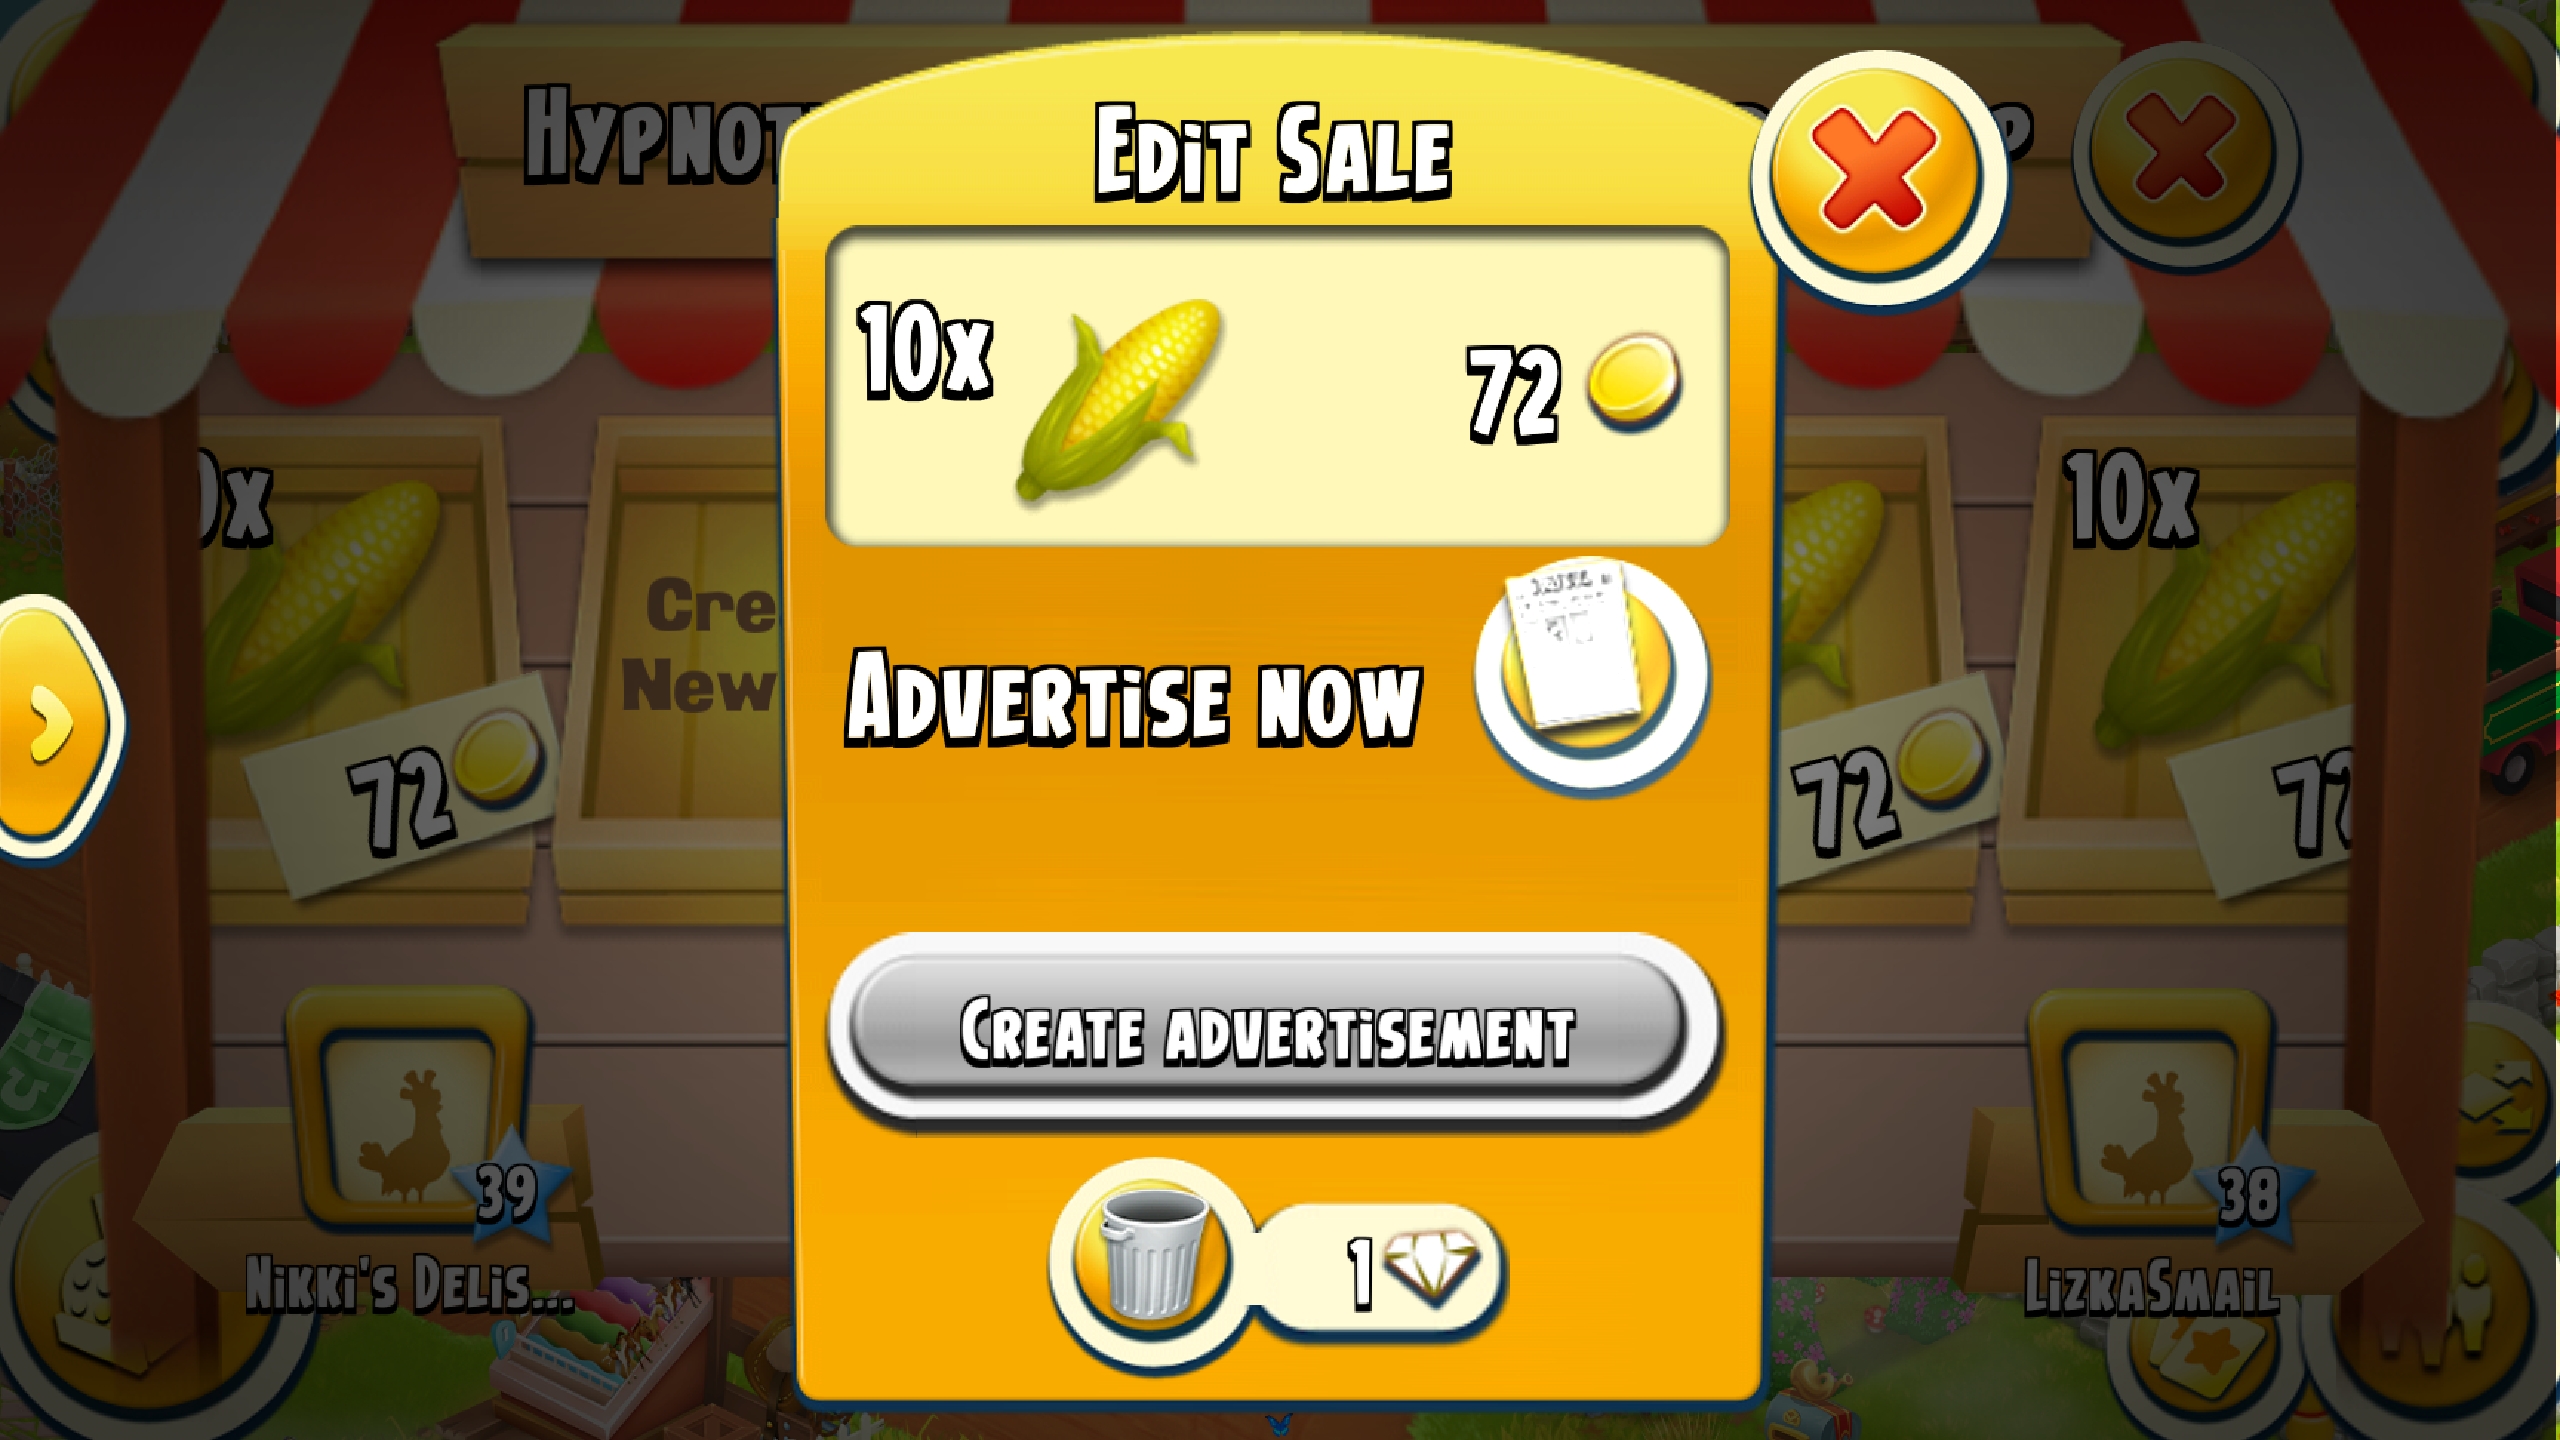 HYPNOT
EDiT SALE
10x
72
0x
Cre
New
72
ADVERTiSE NOW
72
10x
72
CREATE ADVERTiSEMENT
39
NiKKi'S DELiS...
1
38
LiZKASMAiL